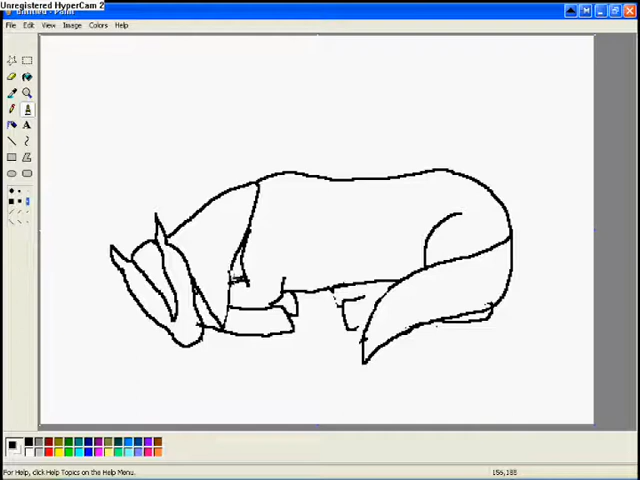 Unregistered HyperCam 2
File Edit View Image Colors Help
A
For Help, click Help Topics on the Help Menu.
156,188